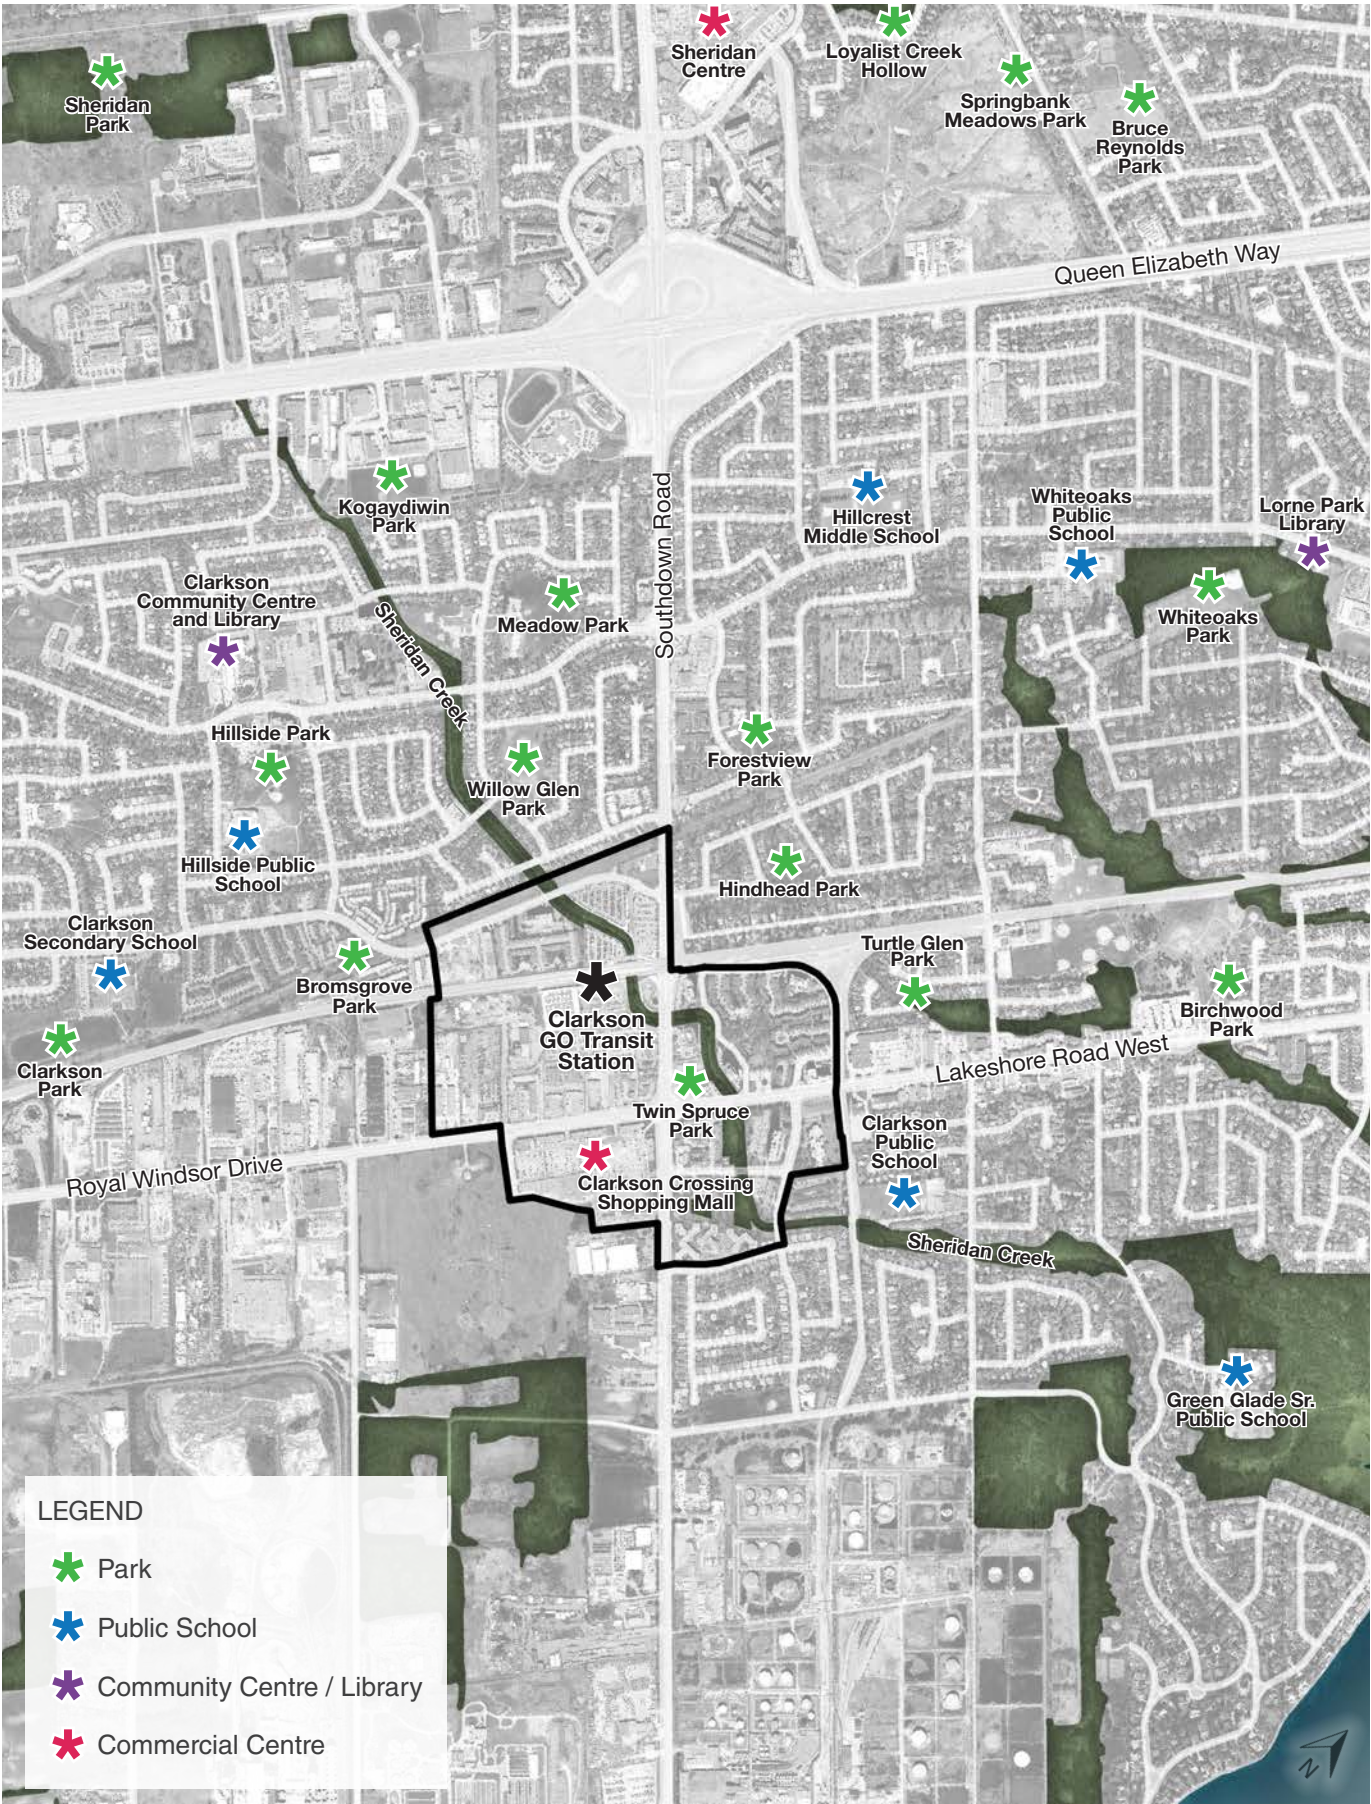 Sheridan
Centre
Loyalist Creek
Hollow
Sheridan
Park
Springbank
Meadows Park
Bruce
Reynolds
Park
Queen Elizabeth Way
Kogaydiwin
Park
Southdown Road
Hillcrest
Middle School
Whiteoaks
Public
School
Lorne Park
Library
Clarkson
Community Centre
and Library
Sheridan Creek
Meadow Park
Whiteoaks
Park
Hillside Park
Willow Glen
Park
Forestview
Park
Hillside Public
School
Hindhead Park
Clarkson
Secondary School
Bromsgrove
Park
Turtle Glen
Park
Birchwood
Park
Clarkson
GO Transit
Station
Clarkson
Park
Lakeshore Road West
Twin Spruce
Park
Clarkson
Public
School
Royal Windsor Drive
Clarkson Crossing
Shopping Mall
Sheridan Creek
Green Glade Sr.
Public School
LEGEND
Park
Public School
Community Centre / Library
Commercial Centre
N